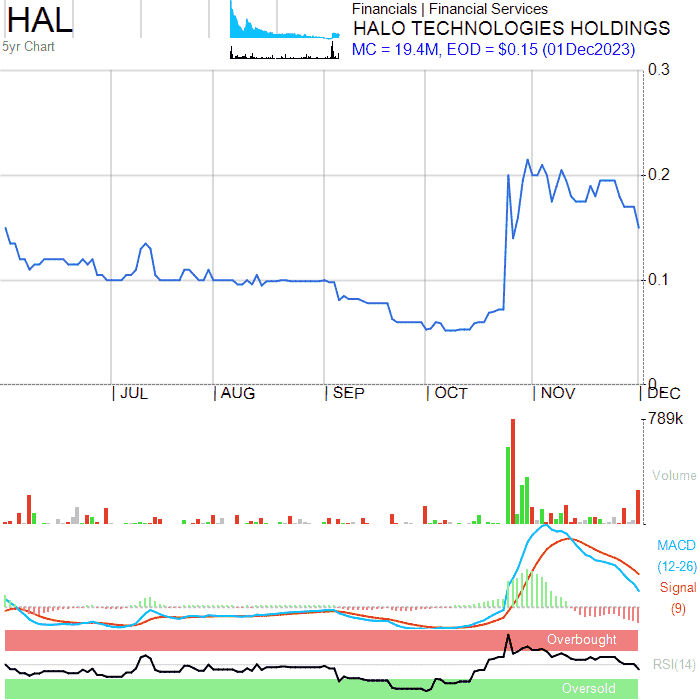 HAL
5yr Chart
Financials | Financial Services
HALO TECHNOLOGIES HOLDINGS
MC = 19.4M, EOD = $0.15 (01Dec2023)
0.3
0.2
0.1
0
JUL
AUG
SEP
OCT
NOV
DEC
789k
Volume
MACD
(12-26)
Signal
(9)
Overbought
RSI(14)
Oversold